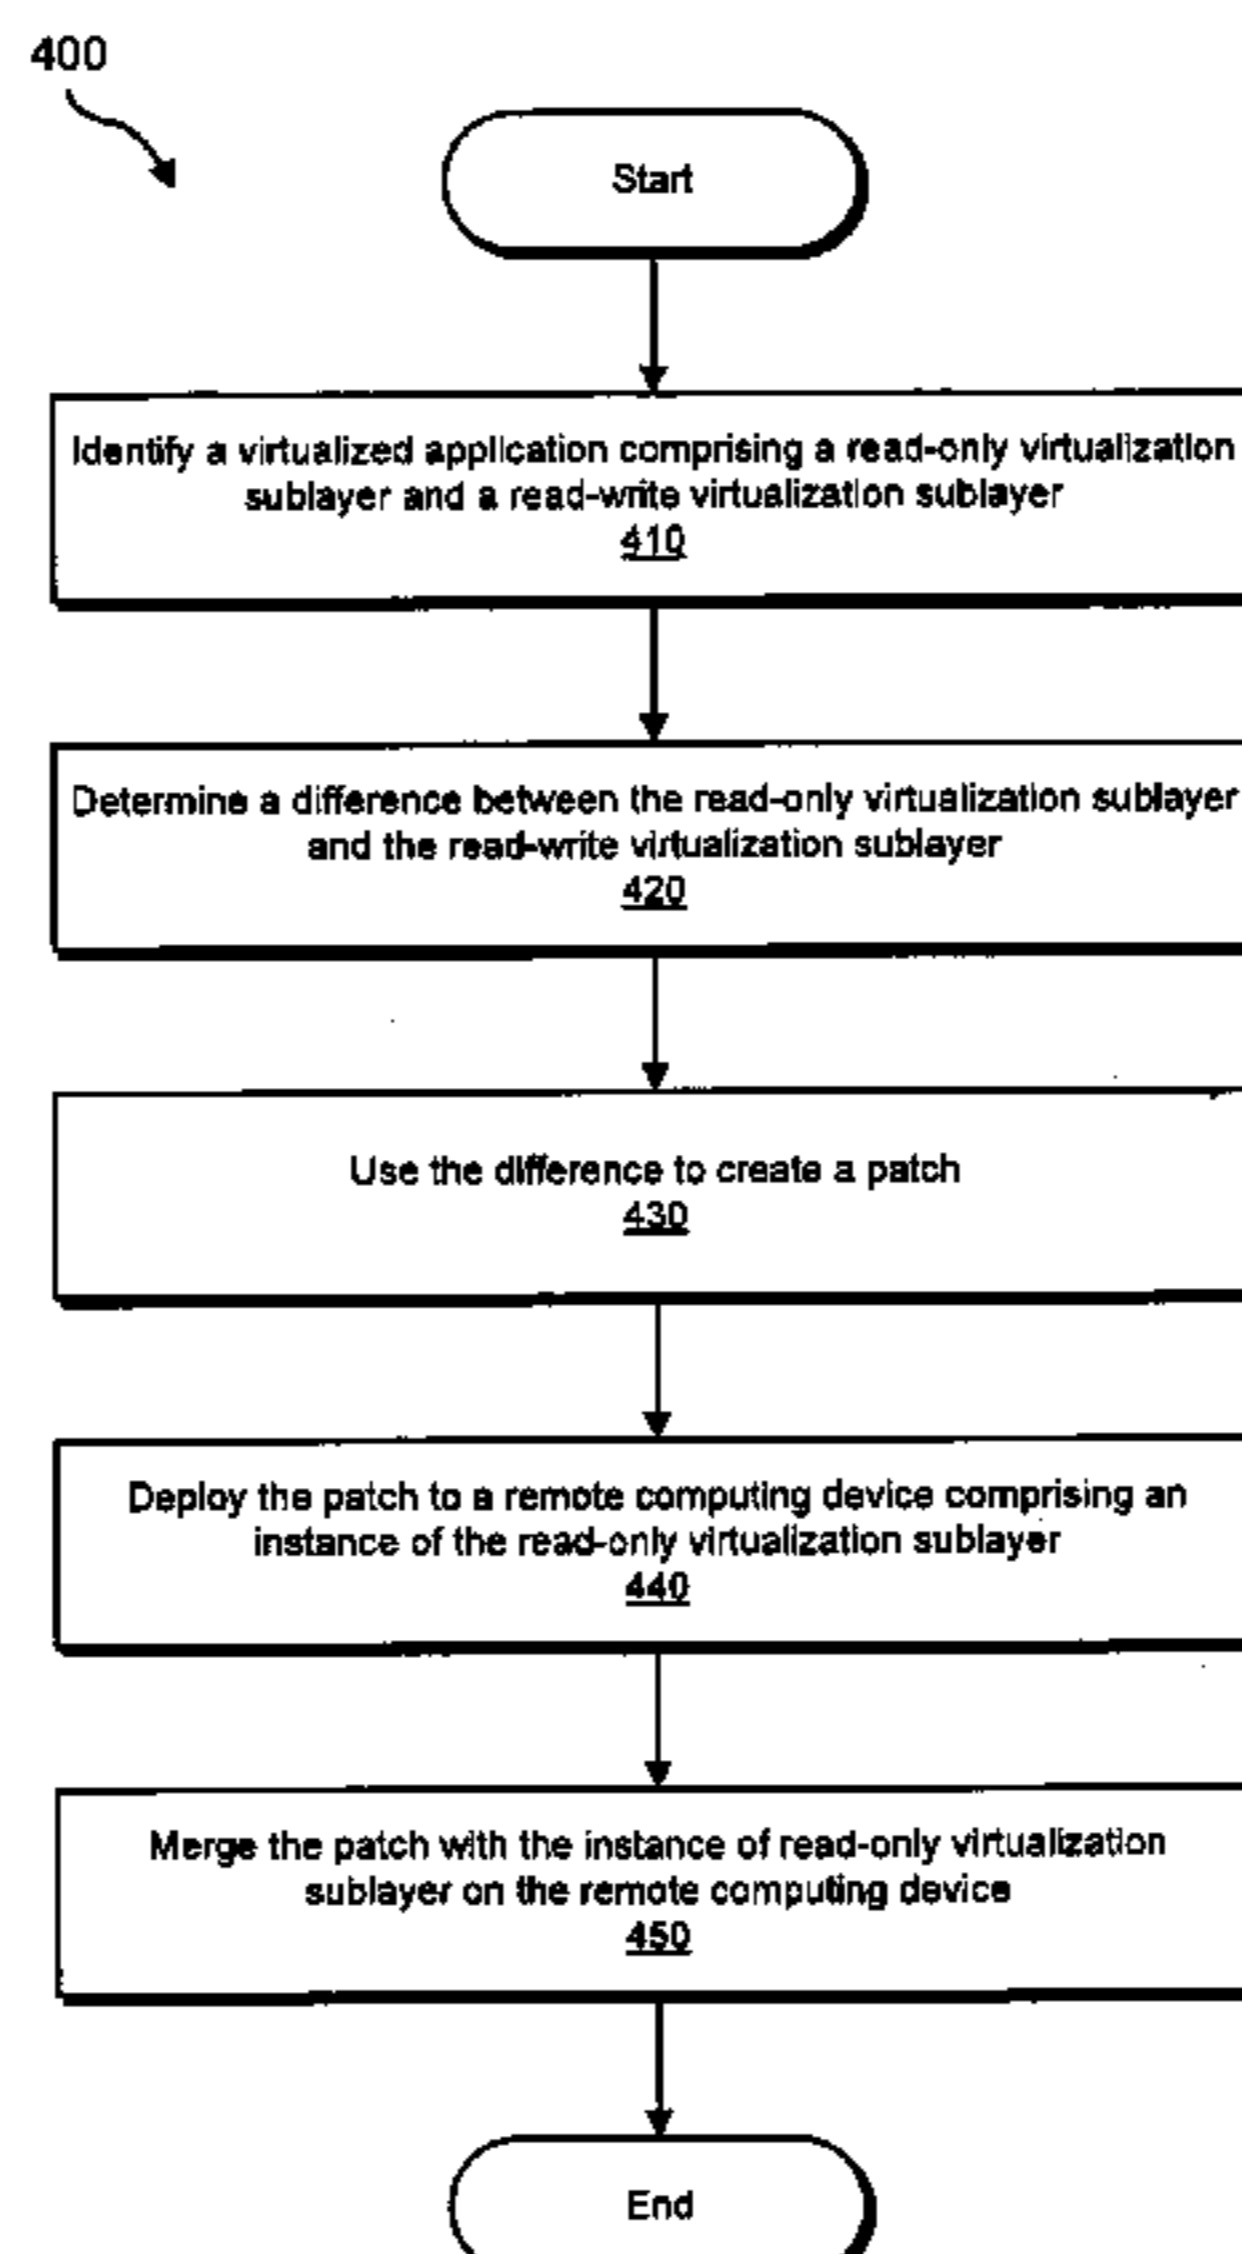 400
Start
Identify a virtualized application comprising a read-only virtualization
sublayer and a read-write virtualization sublayer
410
Determine a difference between the read-only virtualization sublayer
and the read-write virtualization sublayer
420
Use the difference to create a patch
430
Deploy the patch to a remote computing device comprising an
instance of the read-only virtualization sublayer
440
Merge the patch with the instance of read-only virtualization
sublayer on the remote computing device
450
End